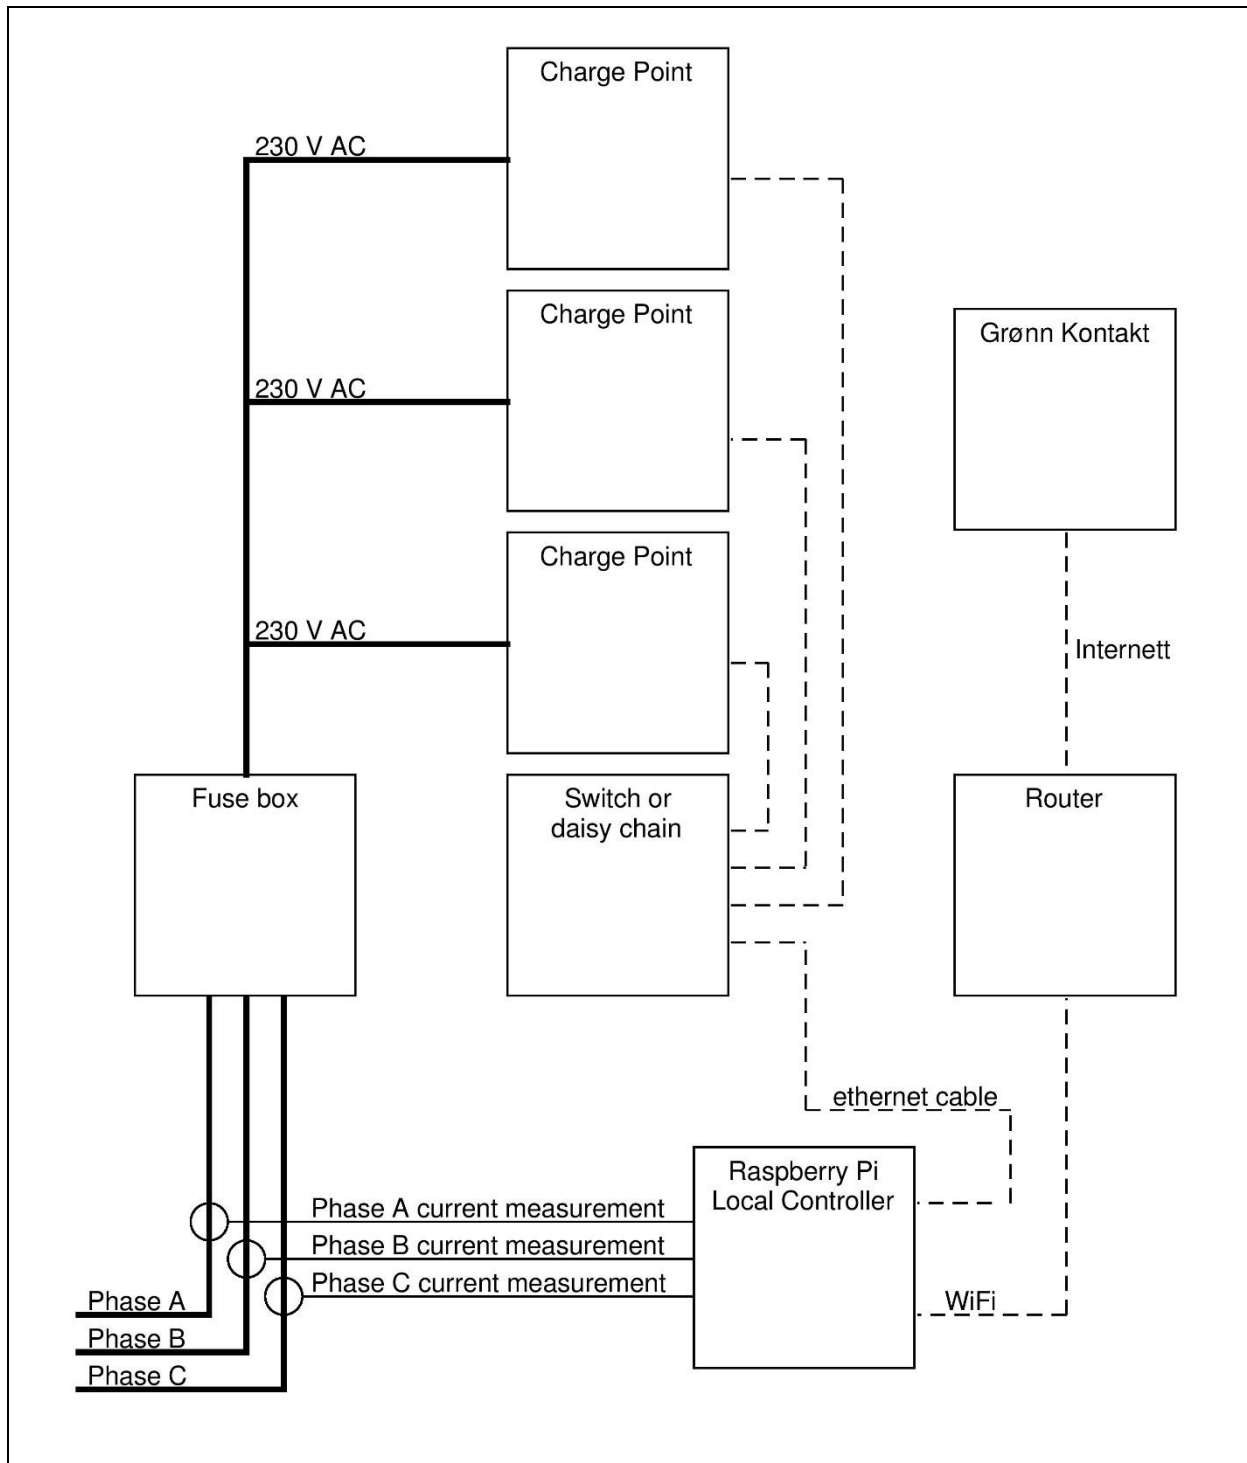 Charge Point
230 V AC
Charge Point
Grønn Kontakt
230 V AC
Charge Point
230 V AC
Internett
Fuse box
Switch or
daisy chain
Router
ethernet cable
Raspberry Pi
Local Controller
Phase A current measurement
Phase B current measurement
Phase C current measurement
Phase A
WiFi
Phase B
Phase C